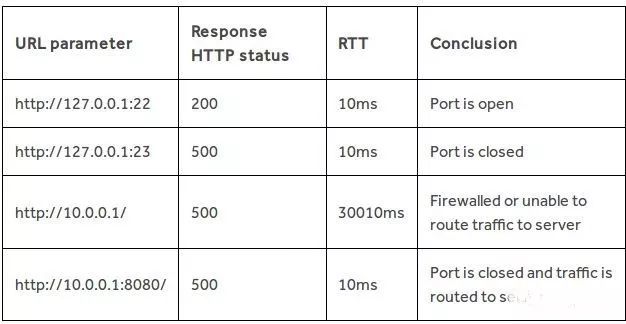 URL parameter
Response
HTTP status
RTT
Conclusion
http://127.0.0.1:22
200
10ms
Port is open
http://127.0.0.1:23
500
10ms
Port is closed
http://10.0.0.1/
500
30010ms
Firewalled or unable to
route traffic to server
http://10.0.0.1:8080/
500
10ms
Port is closed and traffic is
routed to